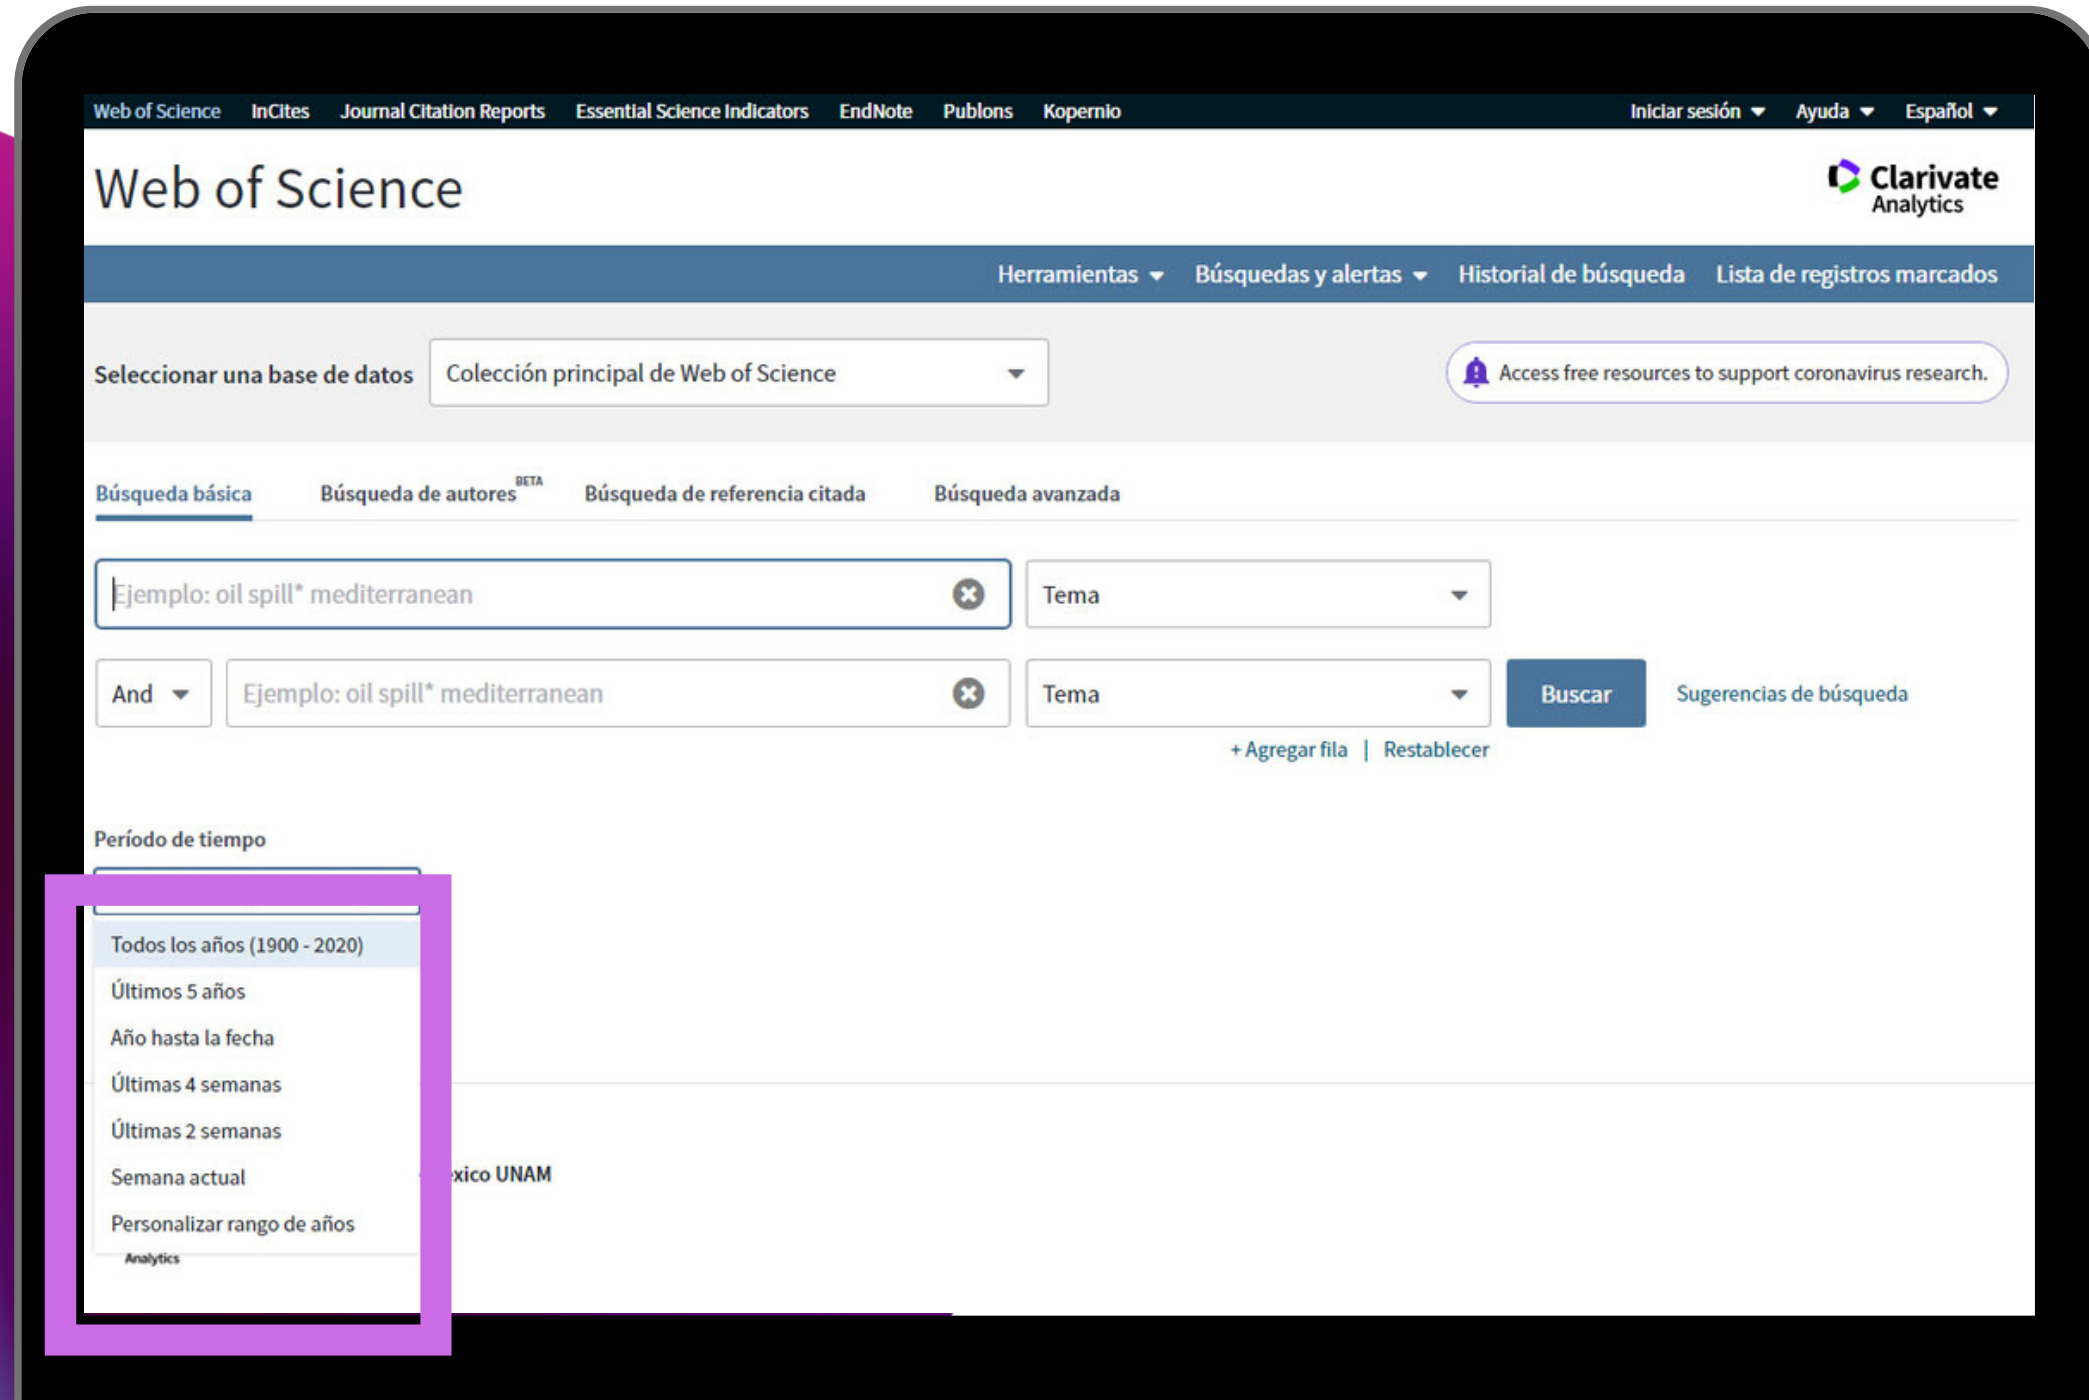 Web of Science InCites Journal Citation Reports Essential Science Indicators EndNote Publons Kopernio Iniciar sesión Ayuda Español
Web of Science
Clarivate
Analytics
Herramientas Búsquedas y alertas Historial de búsqueda Lista de registros marcados
Seleccionar una base de datos Colección principal de Web of Science Access free resources to support coronavirus research.
Búsqueda básica Búsqueda de autores BETA Búsqueda de referencia citada Búsqueda avanzada
Ejemplo: oil spill* mediterranean Tema
And Ejemplo: oil spill* mediterranean Tema Buscar Sugerencias de búsqueda
+ Agregar fila | Restablecer
Período de tiempo
Todos los años (1900 - 2020)
Últimos 5 años
Año hasta la fecha
Últimas 4 semanas
Últimas 2 semanas
Semana actual
UNAM
Personalizar rango de años
Analytics